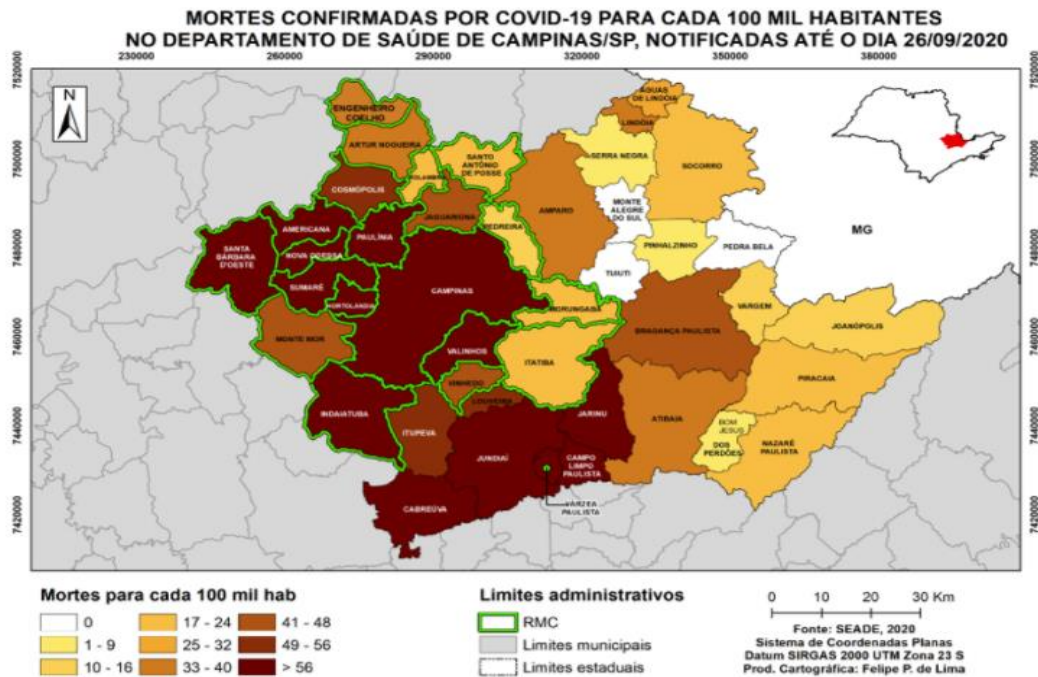 MORTES CONFIRMADAS POR COVID-19 PARA CADA 100 MIL HABITANTES
NO DEPARTAMENTO DE SAÚDE DE CAMPINAS/SP, NOTIFICADAS ATÉ O DIA 26/09/2020
230000 260000 290000 320000 350000 380000
7520000
7500000
7480000
7460000
7440000
7420000
7520000
7500000
7480000
7460000
7440000
7420000
N
ENGENHEIRO
COELHO
ARTUR NOGUEIRA
SANTO
ANTÔNIO
DE POSSE
HOLAMBRA
COSMÓPOLIS
JAGUARIÚNA
PEDREIRA
AMPARO
ÁGUAS
DE LINDÓIA
LINDÓIA
SERRA NEGRA
SOCORRO
MONTE
ALEGRE
DO SUL
PINHALZINHO
PEDRA BELA
TUIUTI
MG
AMERICANA
PAULÍNIA
SANTA
BÁRBARA
D'OESTE
NOVA ODESSA
SUMARÉ
HORTOLÂNDIA
CAMPINAS
MONTE MOR
VALINHOS
MORUNGABA
ITATIBA
BRAGANÇA PAULISTA
VARGEM
JOANÓPOLIS
PIRACAIA
VINHEDO
LOUVEIRA
INDAIATUBA
ITUPEVA
JUNDIAÍ
JARINU
CAMPO
LIMPO
PAULISTA
VÁRZEA
PAULISTA
CABREÚVA
ATIBAIA
BOM
JESUS
DOS
PERDÕES
NAZARÉ
PAULISTA
Mortes para cada 100 mil hab
0
1 - 9
10 - 16
17 - 24
25 - 32
33 - 40
41 - 48
49 - 56
> 56
Limites administrativos
RMC
Limites municipais
Limites estaduais
0 10 20 30 Km
Fonte: SEADE, 2020
Sistema de Coordenadas Planas
Datum SIRGAS 2000 UTM Zona 23 S
Prod. Cartográfica: Felipe P. de Lima